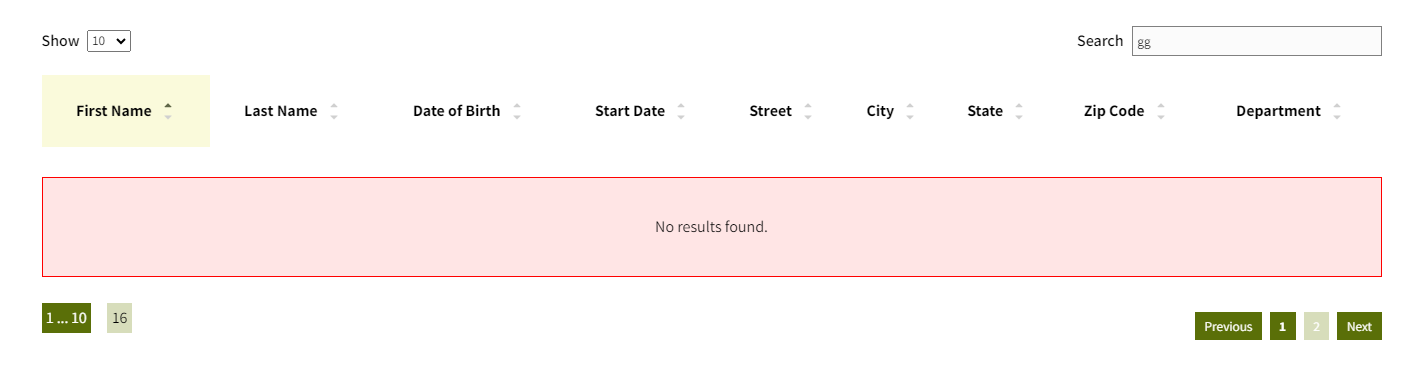 Show 10 Search gg
First Name Last Name Date of Birth Start Date Street City State Zip Code Department
No results found.
1 ... 10 16 Previous 1 2 Next